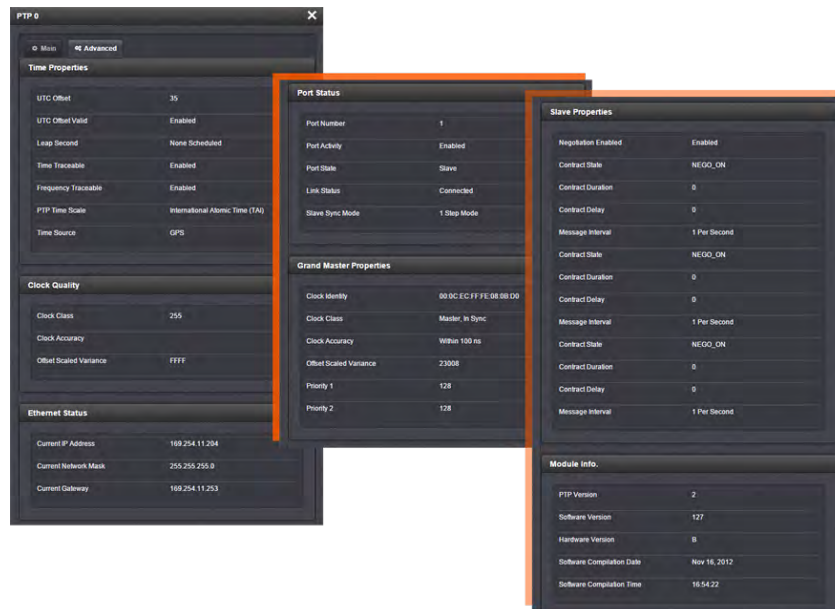 PTP 0
Main Advanced
Time Properties
UTC Offset 35
UTC Offset Valid Enabled
Leap Second None Scheduled
Time Traceable Enabled
Frequency Traceable Enabled
PTP Time Scale International Atomic Time (TAI)
Time Source GPS
Clock Quality
Clock Class 255
Clock Accuracy
Offset Scaled Variance FFFF
Ethernet Status
Current IP Address 169.254.11.204
Current Network Mask 255.255.255.0
Current Gateway 169.254.11.253
Port Status
Port Number 1
Port Activity Enabled
Port State Slave
Link Status Connected
Slave Sync Mode 1 Step Mode
Grand Master Properties
Clock Identity 00:0C:EC:FF:FE:08:0B:D0
Clock Class Master, In Sync
Clock Accuracy Within 100 ns
Offset Scaled Variance 23008
Priority 1 128
Priority 2 128
Slave Properties
Negotiation Enabled Enabled
Contract State NEGO_ON
Contract Duration 0
Contract Delay 0
Message Interval 1 Per Second
Contract State NEGO_ON
Contract Duration 0
Contract Delay 0
Message Interval 1 Per Second
Contract State NEGO_ON
Contract Duration 0
Contract Delay 0
Message Interval 1 Per Second
Module Info.
PTP Version 2
Software Version 127
Hardware Version B
Software Compilation Date Nov 16, 2012
Software Compilation Time 16:54:22